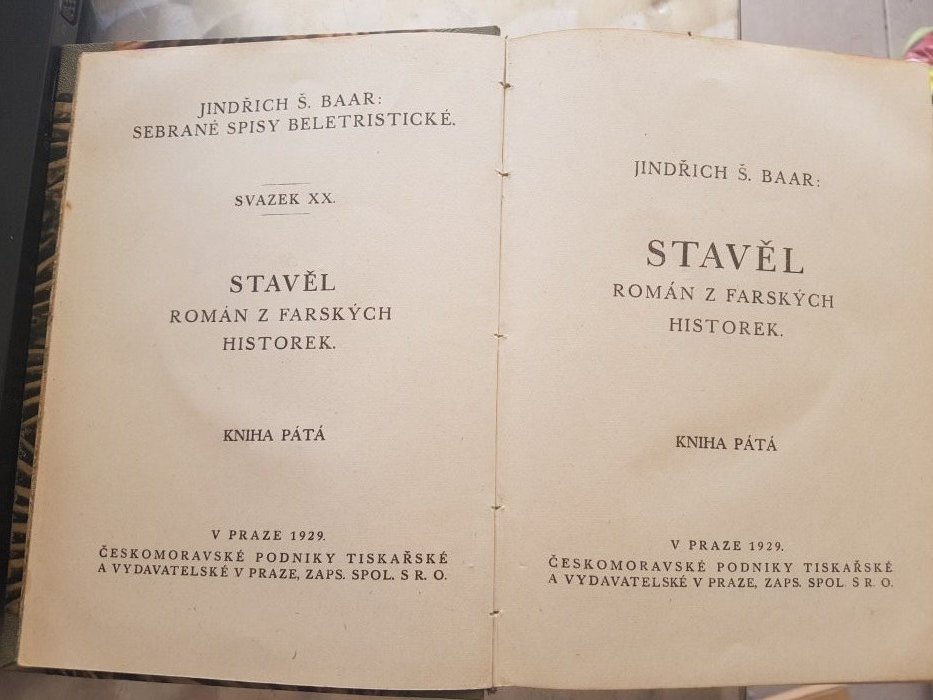 JINDŘICH Š. BAAR:
SEBRANÉ SPISY BELETRISTICKÉ.
SVAZEK XX.
STAVĚL
ROMÁN Z FARSKÝCH
HISTOREK.
KNIHA PÁTÁ
V PRAZE 1929.
ČESKOMORAVSKÉ PODNIKY TISKAŘSKÉ
A VYDAVATELSKÉ V PRAZE, ZAPS. SPOL. S R. O.
JINDŘICH Š. BAAR:
STAVĚL
ROMÁN Z FARSKÝCH
HISTOREK.
KNIHA PÁTÁ
V PRAZE 1929.
ČESKOMORAVSKÉ PODNIKY TISKAŘSKÉ
A VYDAVATELSKÉ V PRAZE, ZAPS. SPOL. S R. O.